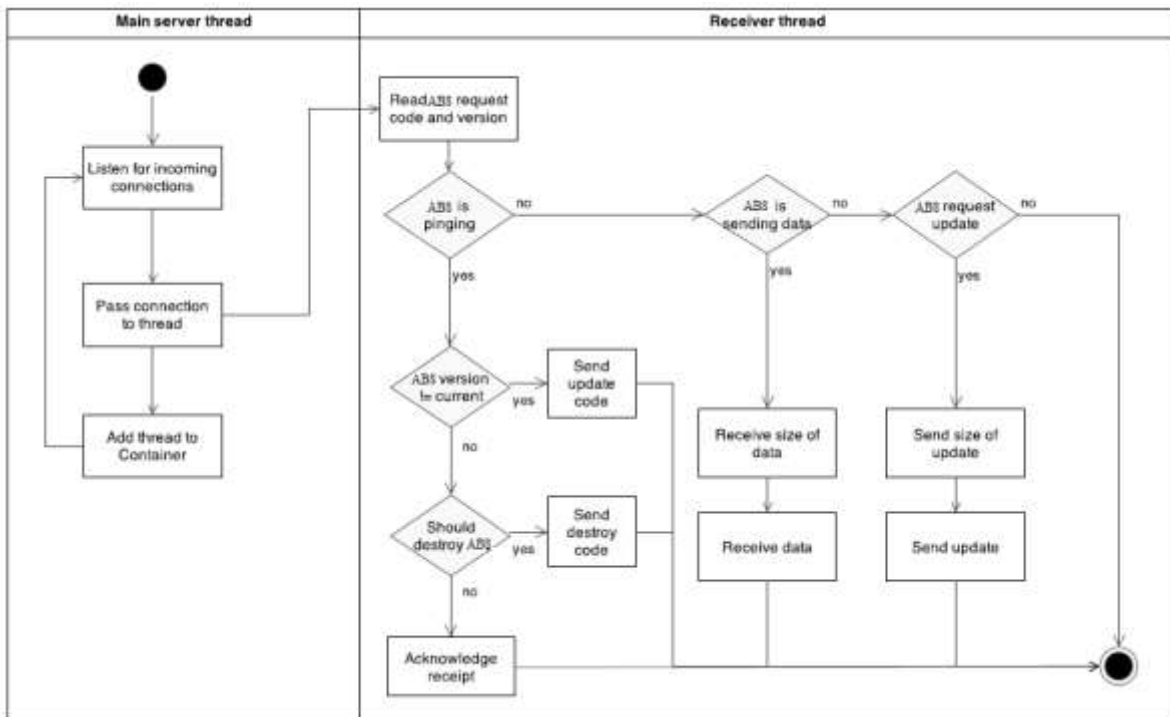 Main server thread
Receiver thread
Read ABS request
code and version
Listen for incoming
connections
ABS is
pinging
no
ABS is
sending data
no
ABS request
update
no
yes
yes
yes
Pass connection
to thread
ABS version
!= current
yes
Send
update
code
no
Add thread to
Container
Receive size of
data
Send size of
update
Should
destroy ABS
yes
Send
destroy
code
no
Receive data
Send update
Acknowledge
receipt